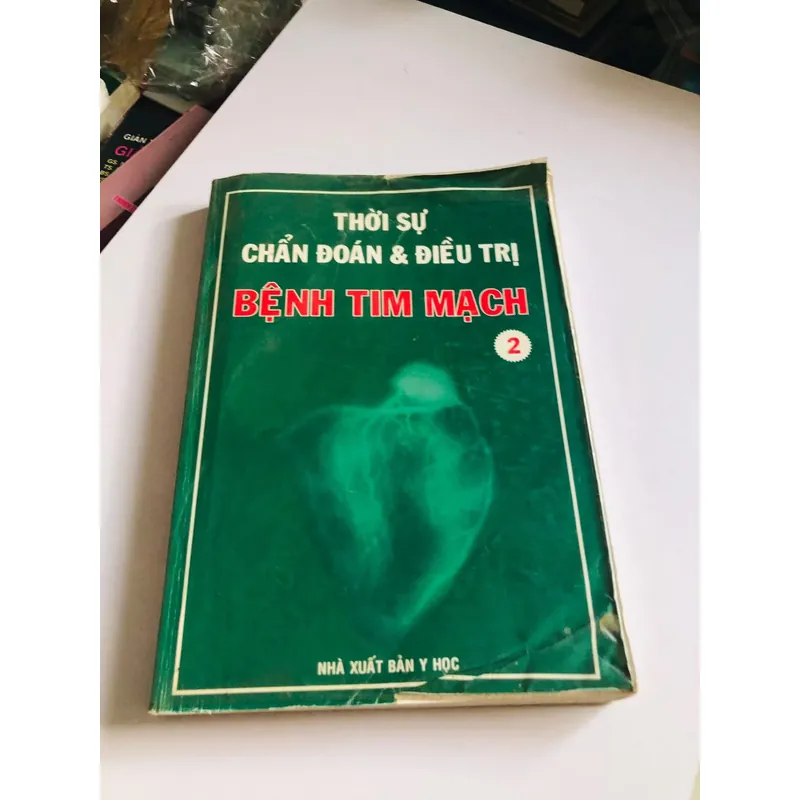 THỜI SỰ
CHẨN ĐOÁN & ĐIỀU TRỊ
BỆNH TIM MẠCH
2
NHÀ XUẤT BẢN Y HỌC